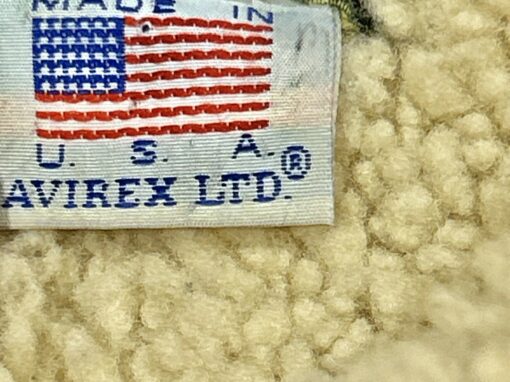 MADE IN
U. S. A.
AVIREX LTD.®